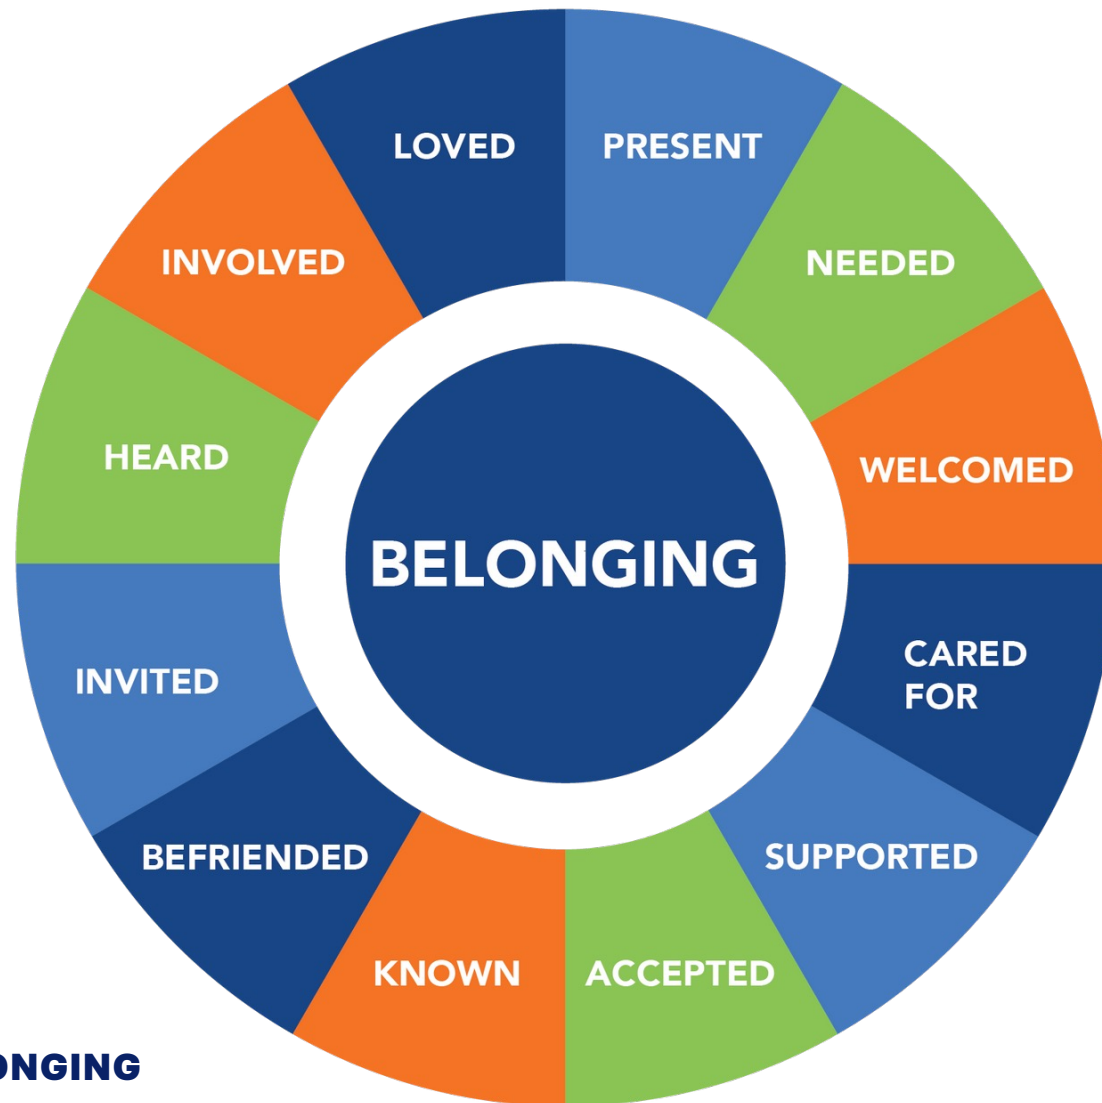 LOVED
PRESENT
NEEDED
WELCOMED
CARED
FOR
SUPPORTED
ACCEPTED
KNOWN
BEFRIENDED
INVITED
HEARD
INVOLVED
BELONGING